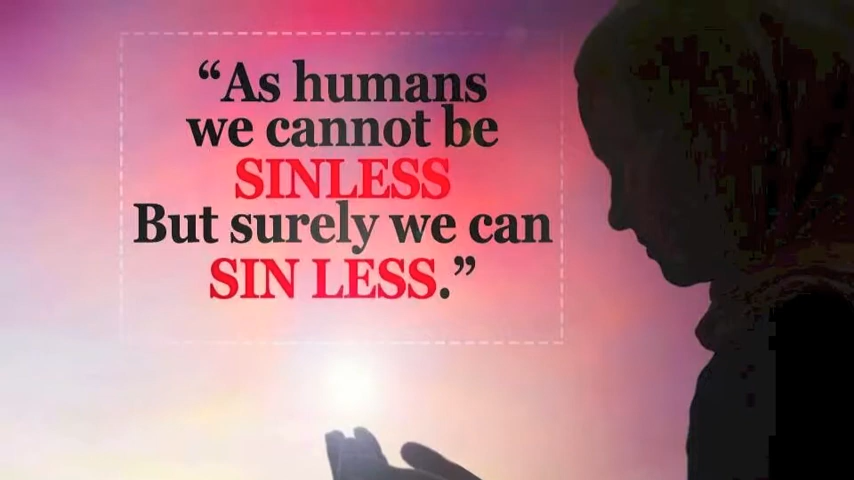 “As humans
we cannot be
SINLESS
But surely we can
SIN LESS.”